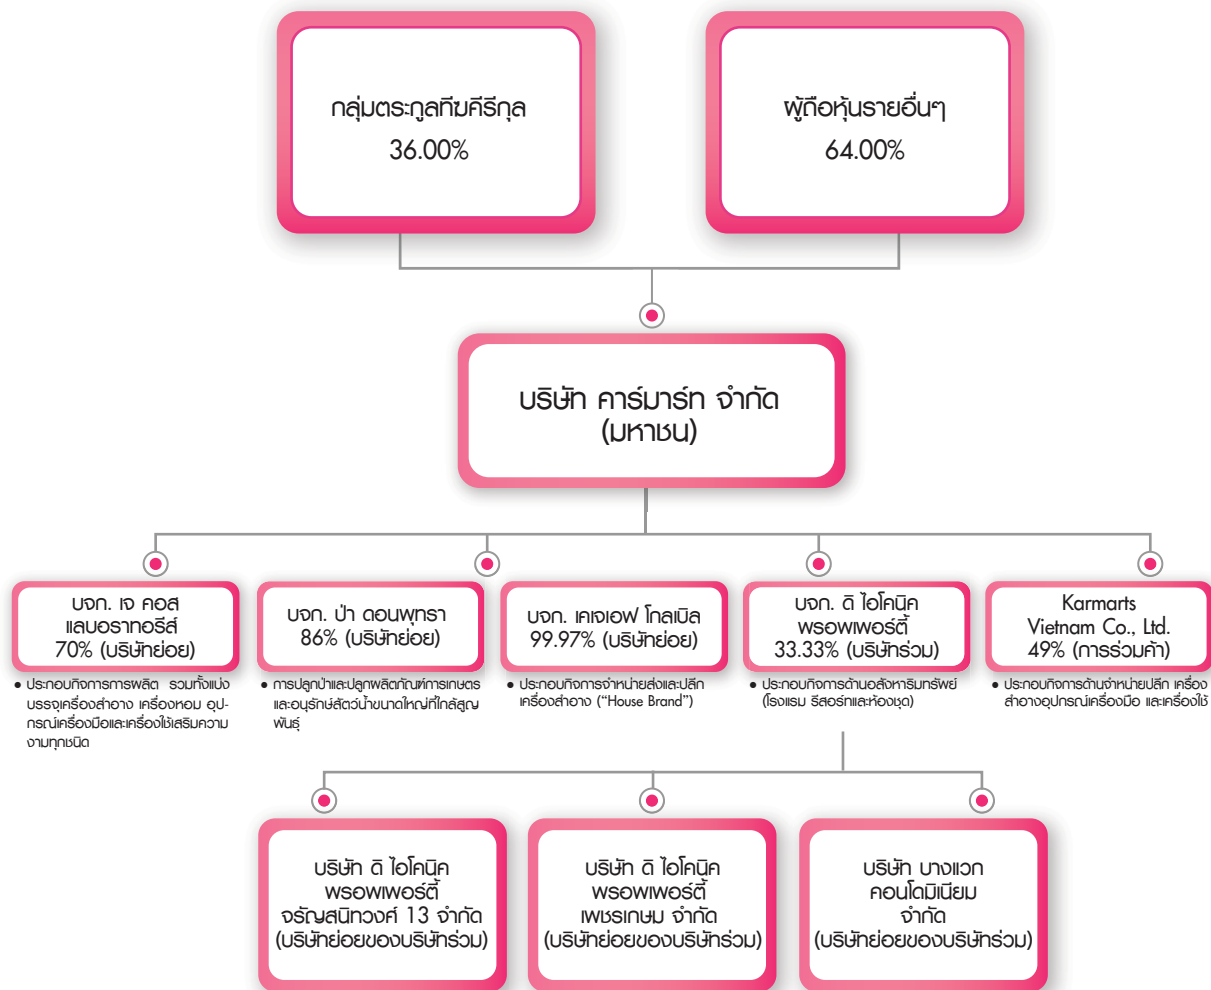 กลุ่มตระกูลทีฆคีรีกุล
36.00%
ผู้ถือหุ้นรายอื่นๆ
64.00%
บริษัท คาร์มาร์ท จำกัด
(มหาชน)
บจก. เจ คอส
แลบอราทอรีส์
70% (บริษัทย่อย)
• ประกอบกิจการการผลิต รวมทั้งแบ่ง
บรรจุเครื่องสำอาง เครื่องหอม อุป-
กรณ์เครื่องมือและเครื่องใช้เสริมความ
งามทุกชนิด
บจก. ป่า ดอนพุทรา
86% (บริษัทย่อย)
• การปลูกป่าและปลูกผลิตภัณฑ์การเกษตร
และอนุรักษ์สัตว์น้ำขนาดใหญ่ที่ใกล้สูญ
พันธุ์
บจก. เคเจเอฟ โกลเบิล
99.97% (บริษัทย่อย)
• ประกอบกิจการจำหน่ายส่งและปลีก
เครื่องสำอาง (“House Brand”)
บจก. ดิ ไอโคนิค
พรอพเพอร์ตี้
33.33% (บริษัทร่วม)
• ประกอบกิจการด้านอสังหาริมทรัพย์
(โรงแรม รีสอร์ทและห้องชุด)
Karmarts
Vietnam Co., Ltd.
49% (การร่วมค้า)
• ประกอบกิจการด้านจำหน่ายปลีก เครื่อง
สำอางอุปกรณ์เครื่องมือ และเครื่องใช้
บริษัท ดิ ไอโคนิค
พรอพเพอร์ตี้
จรัญสนิทวงศ์ 13 จำกัด
(บริษัทย่อยของบริษัทร่วม)
บริษัท ดิ ไอโคนิค
พรอพเพอร์ตี้
เพชรเกษม จำกัด
(บริษัทย่อยของบริษัทร่วม)
บริษัท บางแวก
คอนโดมิเนียม
จำกัด
(บริษัทย่อยของบริษัทร่วม)